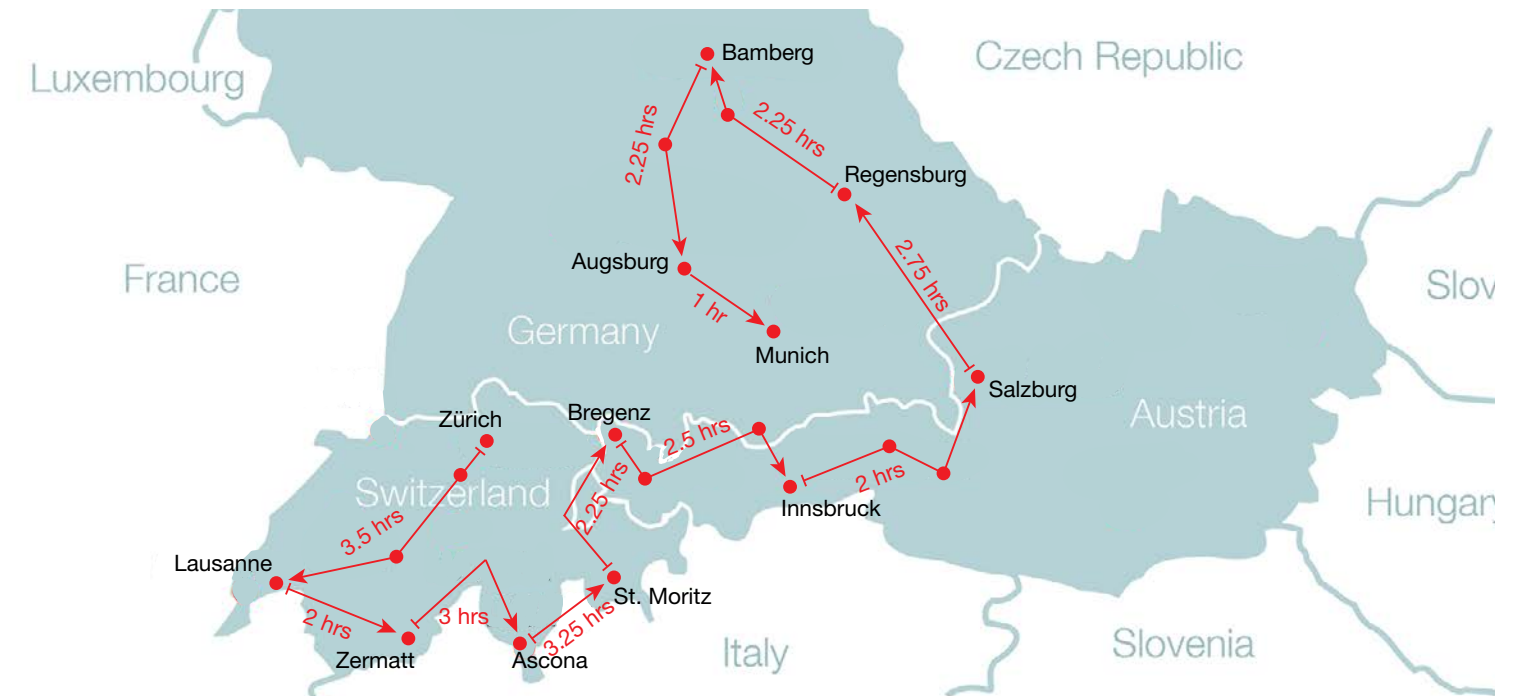 Bamberg
Czech Republic
Luxembourg
2.25 hrs
2.25 hrs
Regensburg
Augsburg
2.75 hrs
France
Slov
1 hr
Germany
Munich
Salzburg
Zürich
Bregenz
Austria
2.5 hrs
Switzerland
2.25 hrs
2 hrs
Innsbruck
Hungary
3.5 hrs
Lausanne
St. Moritz
2 hrs
3 hrs
3.25 hrs
Zermatt
Ascona
Italy
Slovenia